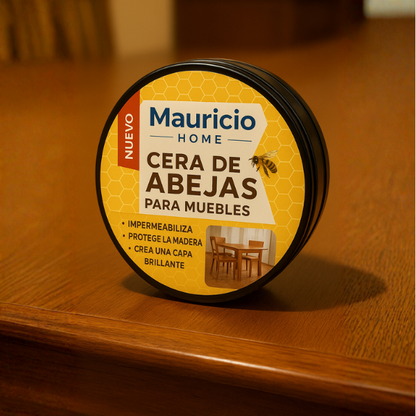 NUEVO
Mauricio
HOME
CERA DE
ABEJAS
PARA MUEBLES
• IMPERMEABILIZA
• PROTEGE LA MADERA
• CREA UNA CAPA
BRILLANTE